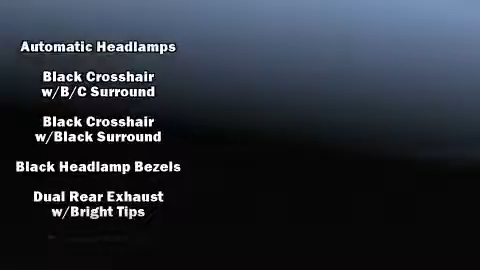 Automatic Headlamps
Black Crosshair
w/B/C Surround
Black Crosshair
w/Black Surround
Black Headlamp Bezels
Dual Rear Exhaust
w/Bright Tips